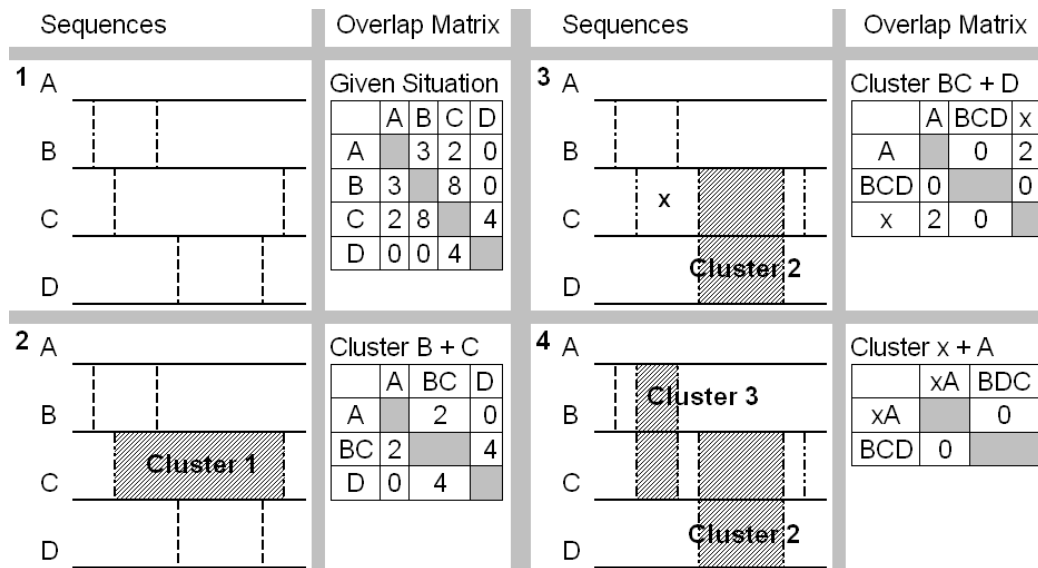 Sequences Overlap Matrix Sequences Overlap Matrix
1 A
B
C
D
Given Situation
A B C D
A 3 2 0
B 3 8 0
C 2 8 4
D 0 0 4
3 A
B
C
D
x
Cluster 2
Cluster BC + D
A BCD x
A 0 2
BCD 0 0
x 2 0
2 A
B
C
D
Cluster 1
Cluster B + C
A BC D
A 2 0
BC 2 4
D 0 4
4 A
B
C
D
Cluster 3
Cluster 2
Cluster x + A
xA BDC
xA 0
BCD 0